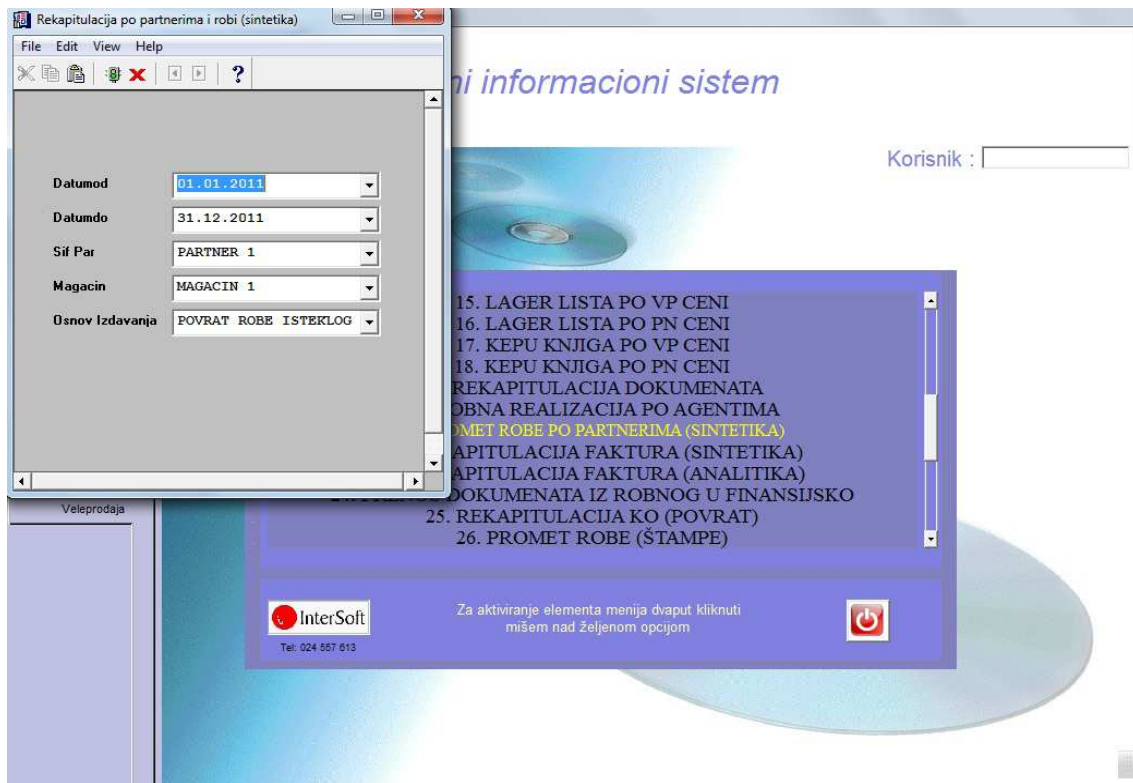 Rekapitulacija po partnerima i robi (sintetika)
File Edit View Help
?
informacioni sistem
Korisnik :
Datumod 01.01.2011
Datumdo 31.12.2011
Sif Par PARTNER 1
Magacin MAGACIN 1
Osnov Izdavanja POVRAT ROBE ISTEKLOG
15. LAGER LISTA PO VP CENI
16. LAGER LISTA PO PN CENI
17. KEPU KNJIGA PO VP CENI
18. KEPU KNJIGA PO PN CENI
REKAPITULACIJA DOKUMENATA
OBNA REALIZACIJA PO AGENTIMA
OMET ROBE PO PARTNERIMA (SINTETIKA)
APITULACIJA FAKTURA (SINTETIKA)
APITULACIJA FAKTURA (ANALITIKA)
DOKUMENATA IZ ROBNOG U FINANSIJSKO
25. REKAPITULACIJA KO (POVRAT)
26. PROMET ROBE (ŠTAMPE)
Veleprodaja
InterSoft
Tel: 024 557 613
Za aktiviranje elementa menija dvaput kliknuti
mišem nad željenom opcijom